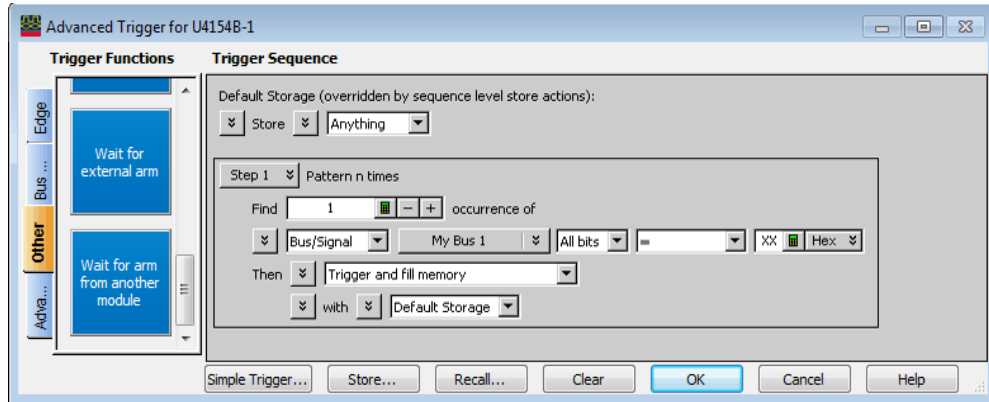 Advanced Trigger for U4154B-1
Trigger Functions
Trigger Sequence
Edge
Bus ...
Other
Adva...
Wait for
external arm
Wait for arm
from another
module
Default Storage (overridden by sequence level store actions):
Store Anything
Step 1 Pattern n times
Find 1 - + occurrence of
Bus/Signal My Bus 1 All bits = XX Hex
Then Trigger and fill memory
with Default Storage
Simple Trigger... Store... Recall... Clear OK Cancel Help